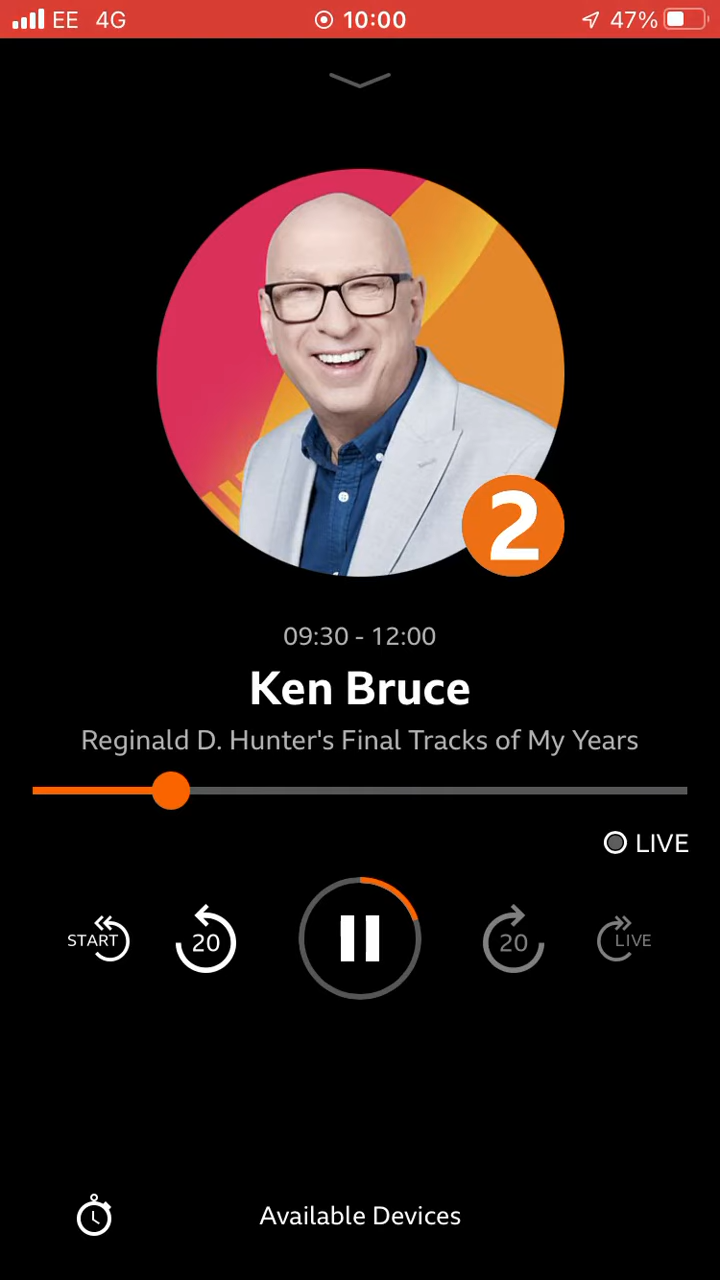 EE 4G 10:00 47%
2
09:30 - 12:00
Ken Bruce
Reginald D. Hunter's Final Tracks of My Years
LIVE
START 20 20 LIVE
Available Devices